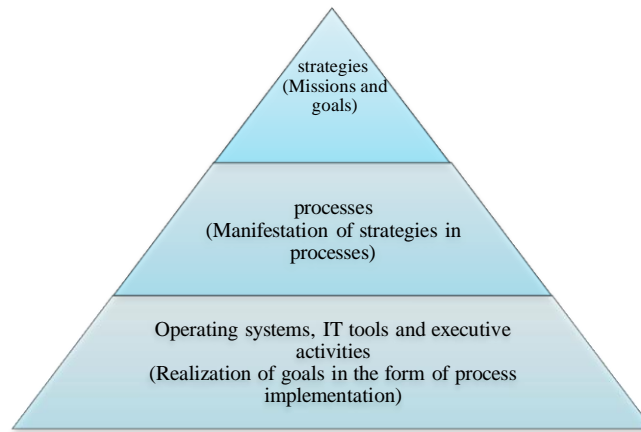 strategies
(Missions and
goals)
processes
(Manifestation of strategies in
processes)
Operating systems, IT tools and executive
activities
(Realization of goals in the form of process
implementation)